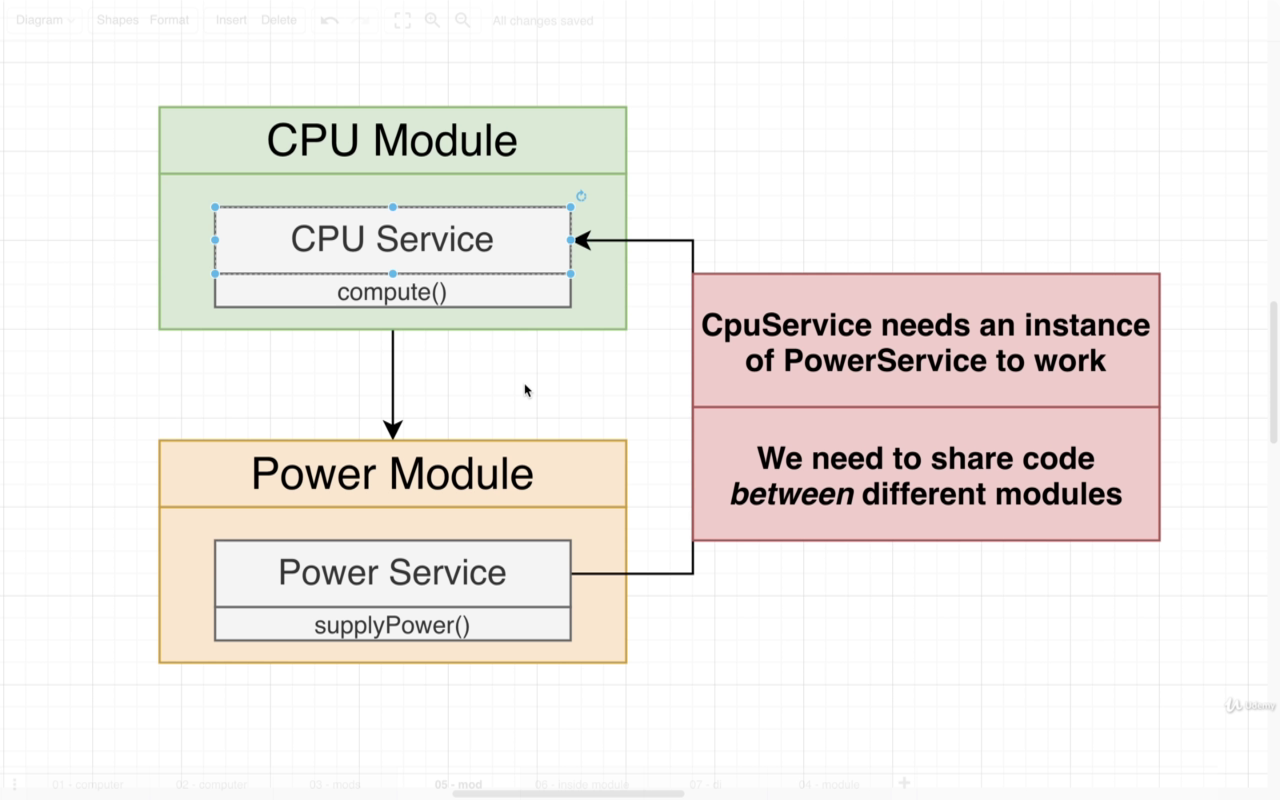 Diagram Shapes Format Insert Delete All changes saved
CPU Module
CPU Service
compute()
CpuService needs an instance
of PowerService to work
We need to share code
between different modules
Power Module
Power Service
supplyPower()
Udemy
01 - computer 02 - computer 03 - mods 05 - mod 06 - inside module 07 - di 04 - module